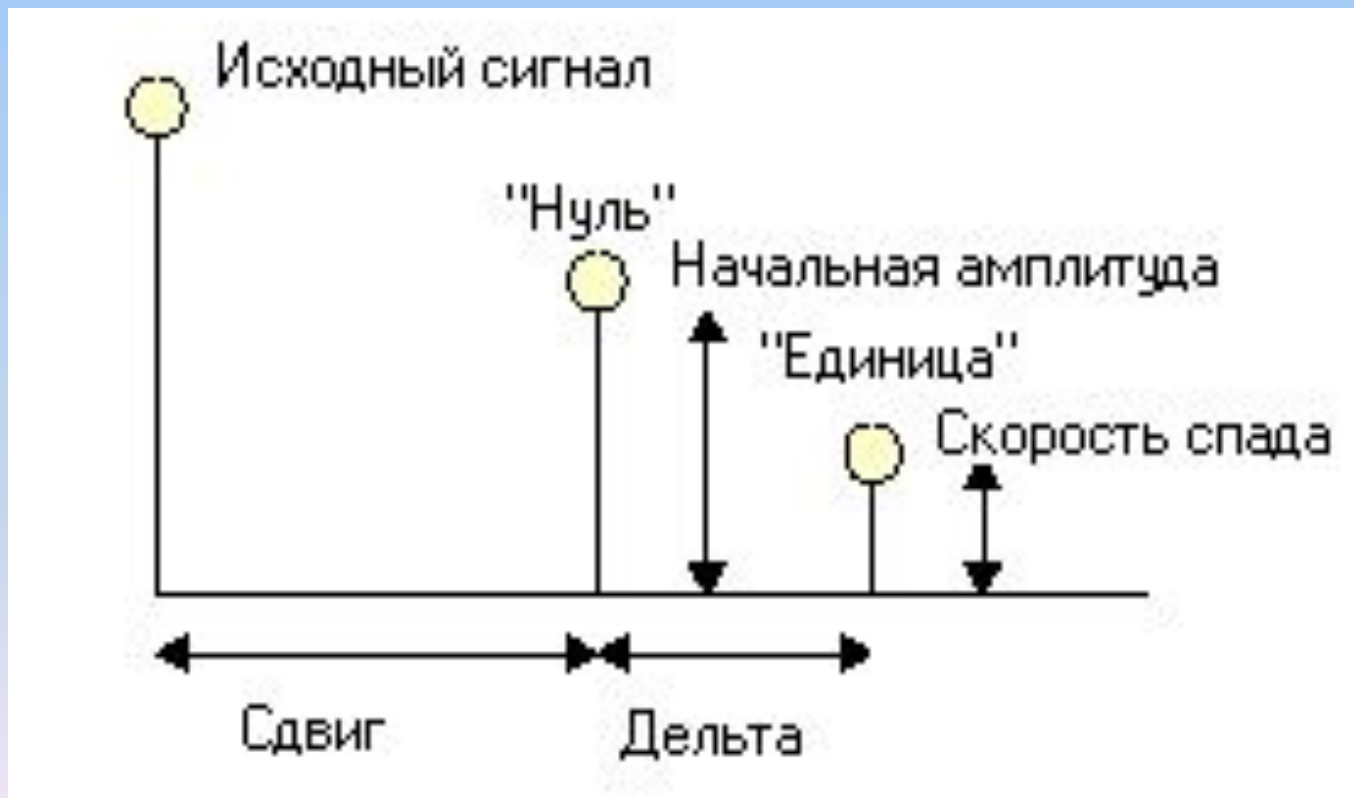 Исходный сигнал
"Нуль"
Начальная амплитуда
"Единица"
Скорость спада
Сдвиг
Дельта